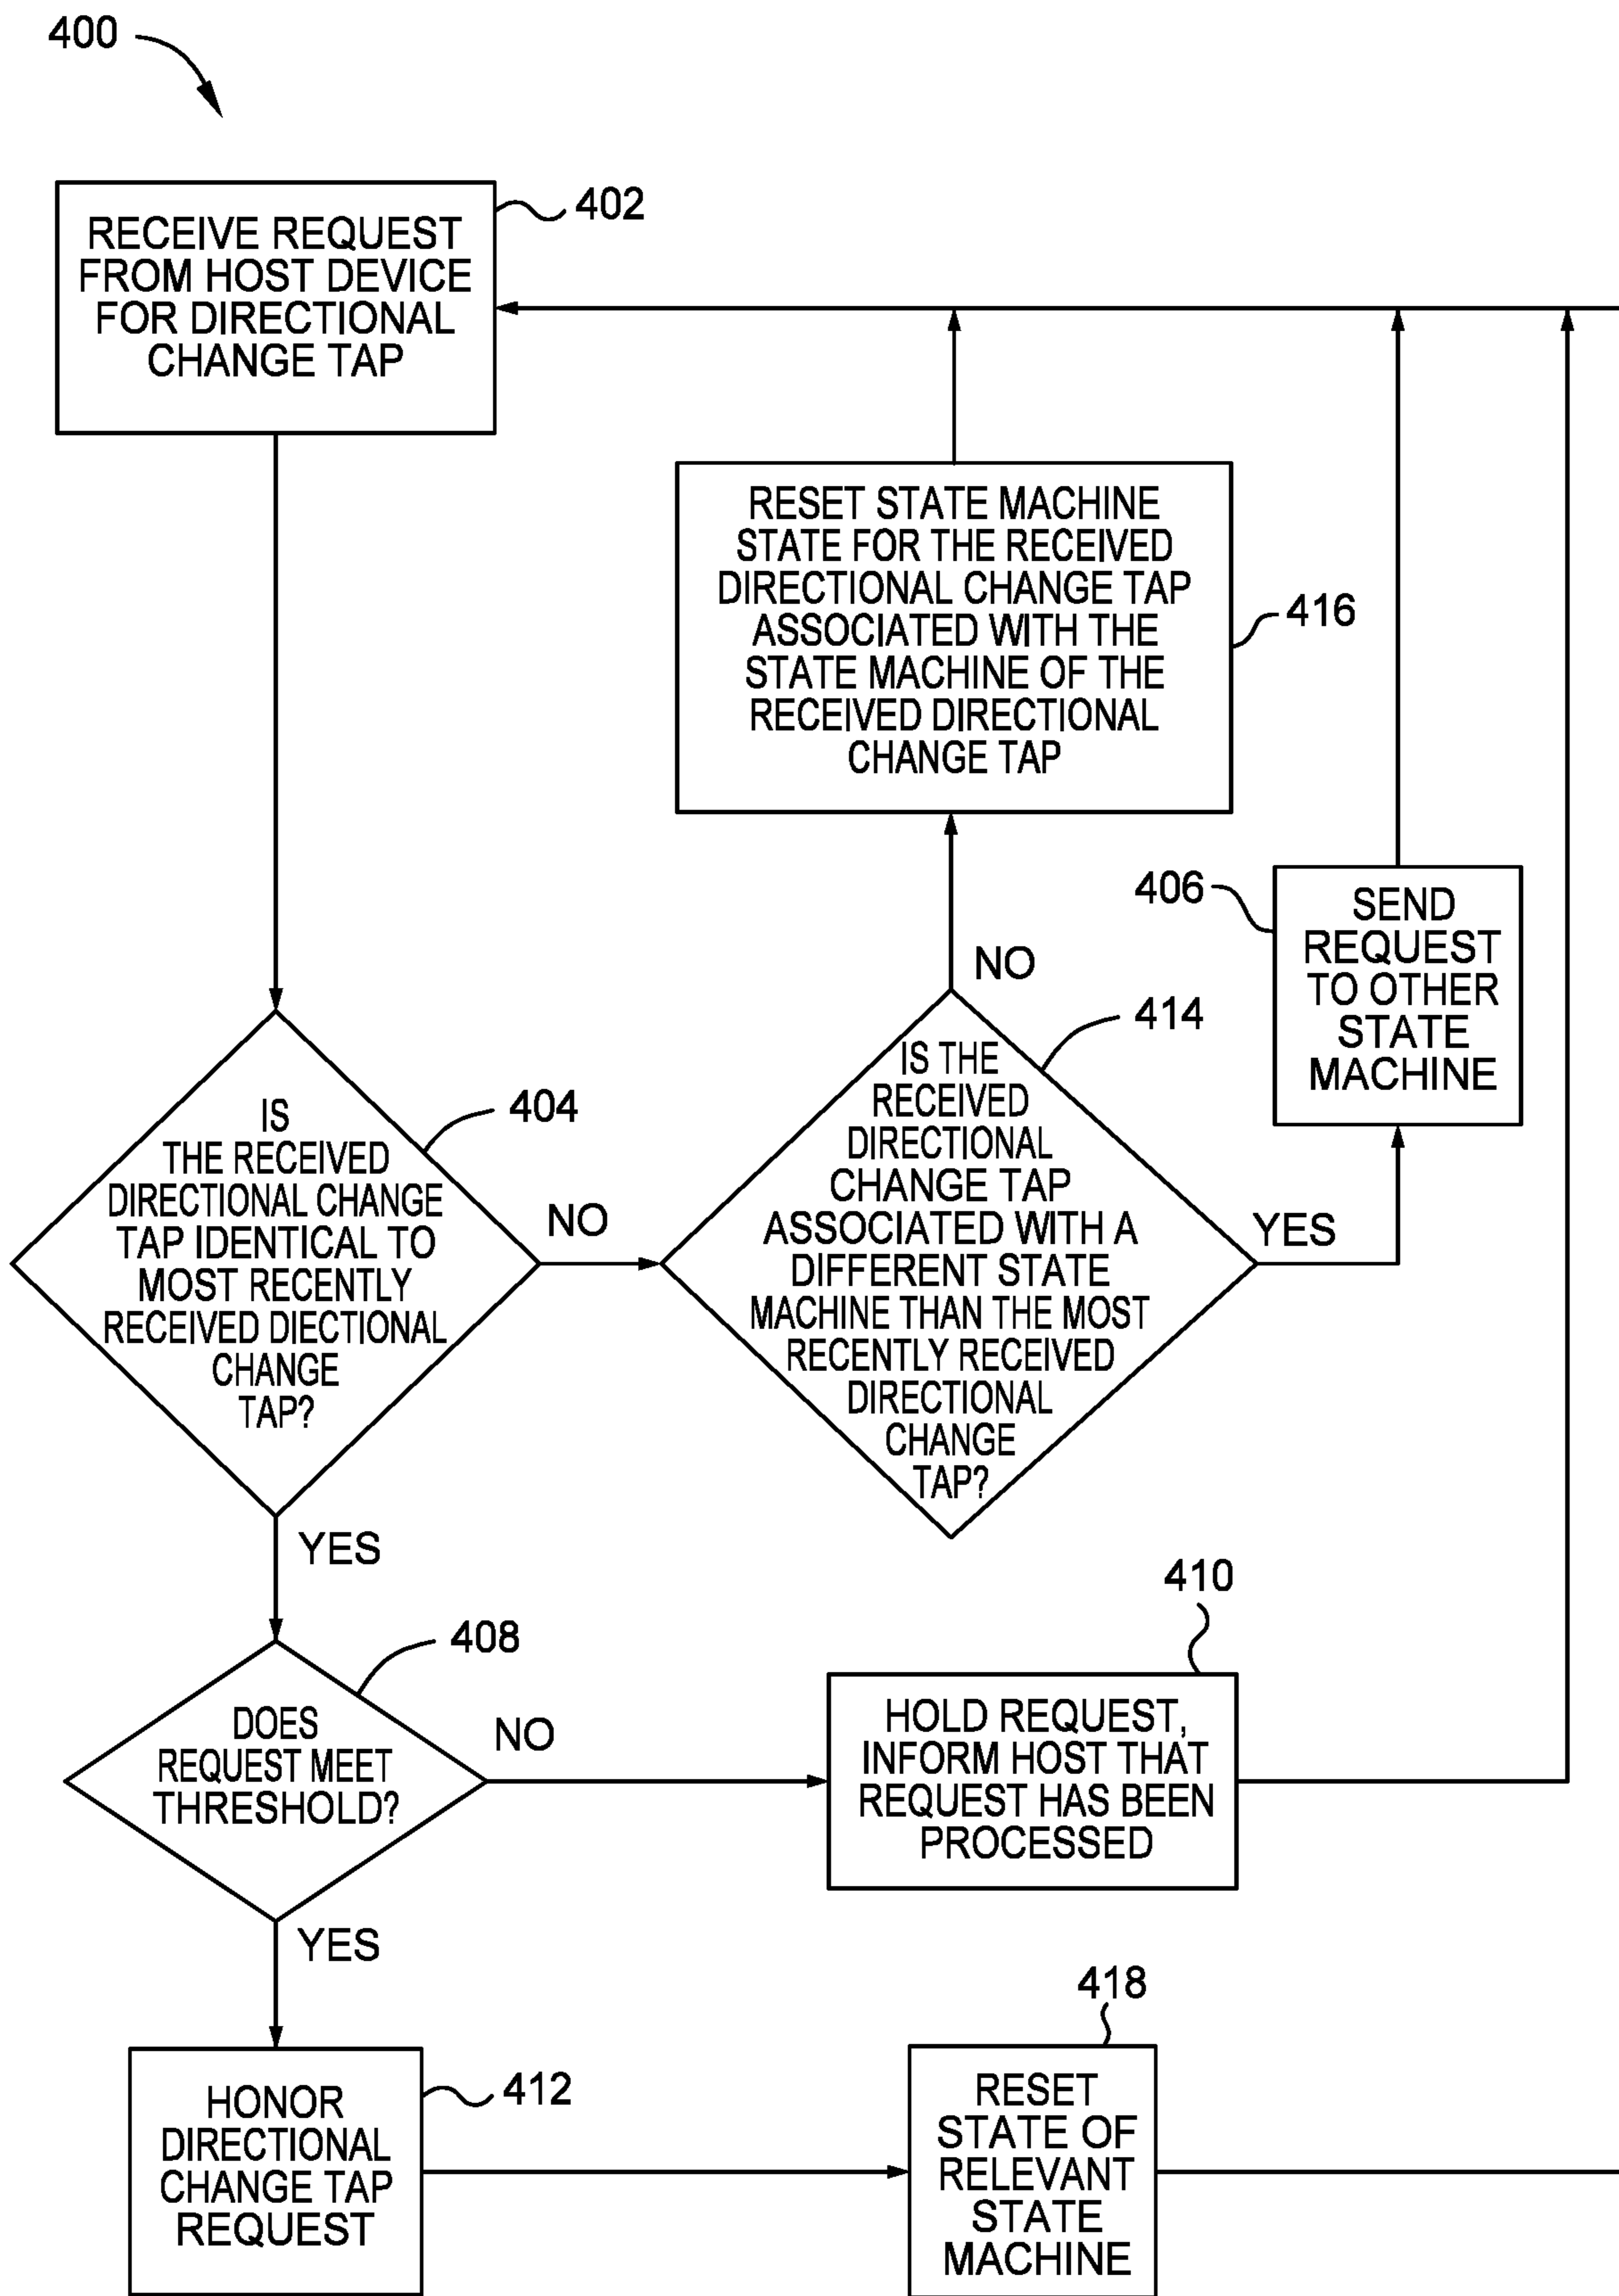 400
RECEIVE REQUEST
FROM HOST DEVICE
FOR DIRECTIONAL
CHANGE TAP
402
RESET STATE MACHINE
STATE FOR THE RECEIVED
DIRECTIONAL CHANGE TAP
ASSOCIATED WITH THE
STATE MACHINE OF THE
RECEIVED DIRECTIONAL
CHANGE TAP
416
406
SEND
REQUEST
TO OTHER
STATE
MACHINE
NO
414
IS THE
RECEIVED
DIRECTIONAL
CHANGE TAP
ASSOCIATED WITH A
DIFFERENT STATE
MACHINE THAN THE MOST
RECENTLY RECEIVED
DIRECTIONAL
CHANGE
TAP?
YES
404
IS
THE RECEIVED
DIRECTIONAL CHANGE
TAP IDENTICAL TO
MOST RECENTLY
RECEIVED DIECTIONAL
CHANGE
TAP?
NO
YES
408
DOES
REQUEST MEET
THRESHOLD?
NO
410
HOLD REQUEST,
INFORM HOST THAT
REQUEST HAS BEEN
PROCESSED
YES
412
HONOR
DIRECTIONAL
CHANGE TAP
REQUEST
418
RESET
STATE OF
RELEVANT
STATE
MACHINE